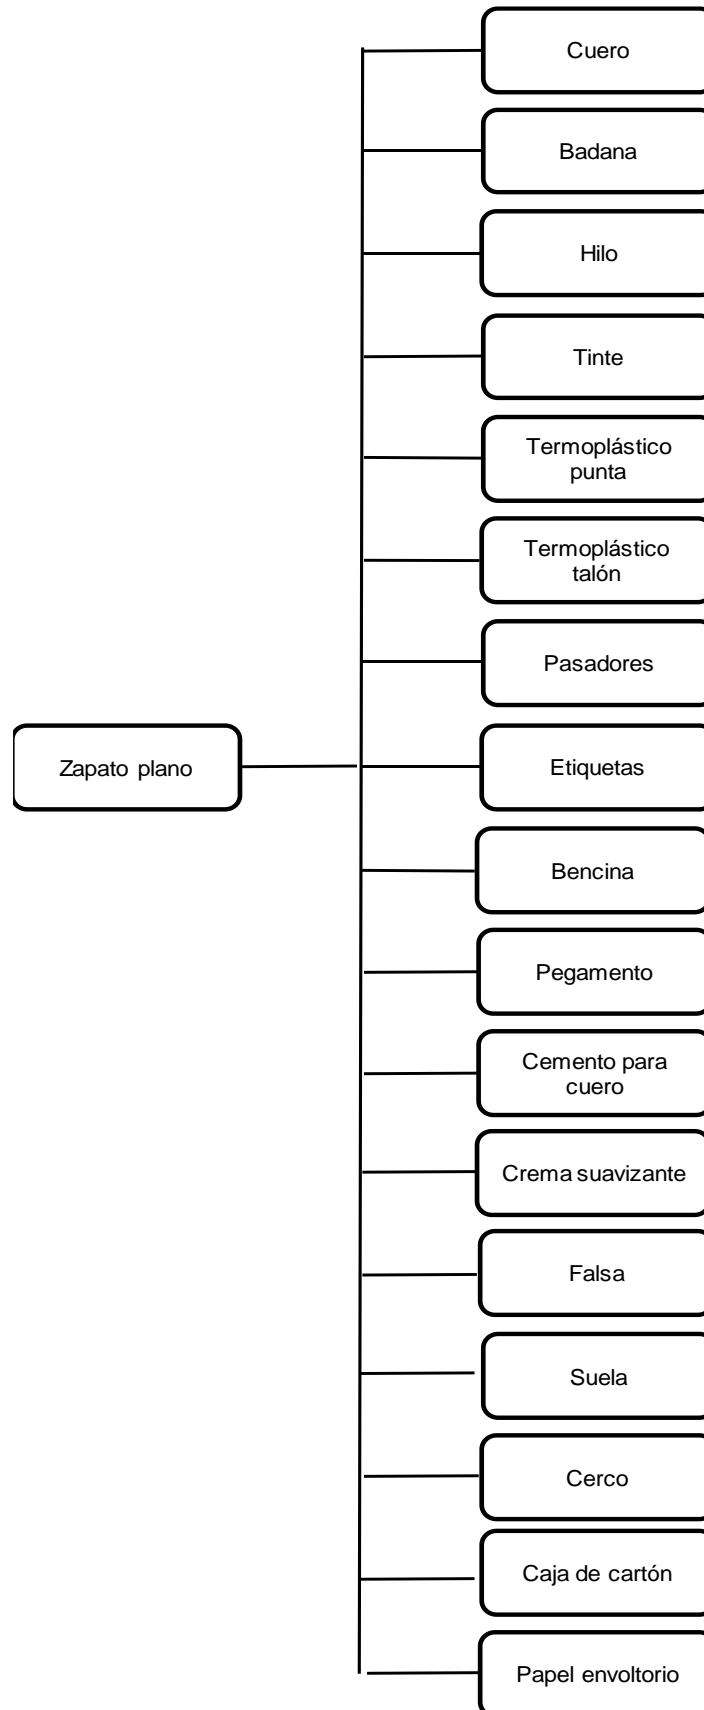 Cuero
Badana
Hilo
Tinte
Termoplástico
punta
Termoplástico
talón
Pasadores
Zapato plano
Etiquetas
Bencina
Pegamento
Cemento para
cuero
Crema suavizante
Falsa
Suela
Cerco
Caja de cartón
Papel envoltorio